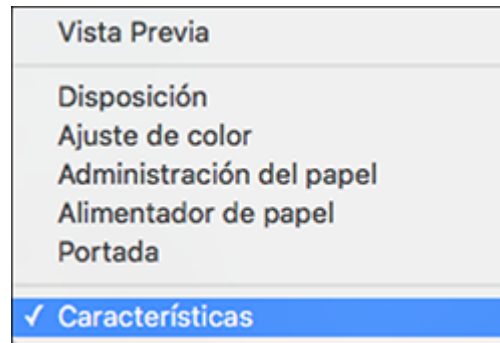 Vista Previa
Disposición
Ajuste de color
Administración del papel
Alimentador de papel
Portada
✓ Características